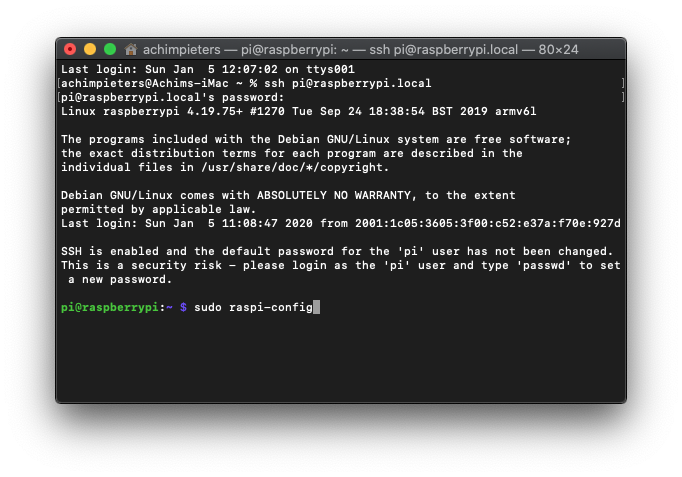 achimpieters — pi@raspberrypi: ~ — ssh pi@raspberrypi.local — 80×24
Last login: Sun Jan  5 12:07:02 on ttys001
[achimpieters@Achims-iMac ~ % ssh pi@raspberrypi.local ]
[pi@raspberrypi.local's password: ]
Linux raspberrypi 4.19.75+ #1270 Tue Sep 24 18:38:54 BST 2019 armv6l
The programs included with the Debian GNU/Linux system are free software;
the exact distribution terms for each program are described in the
individual files in /usr/share/doc/*/copyright.
Debian GNU/Linux comes with ABSOLUTELY NO WARRANTY, to the extent
permitted by applicable law.
Last login: Sun Jan  5 11:08:47 2020 from 2001:1c05:3605:3f00:c52:e37a:f70e:927d
SSH is enabled and the default password for the 'pi' user has not been changed.
This is a security risk - please login as the 'pi' user and type 'passwd' to set
 a new password.
pi@raspberrypi:~ $ sudo raspi-config